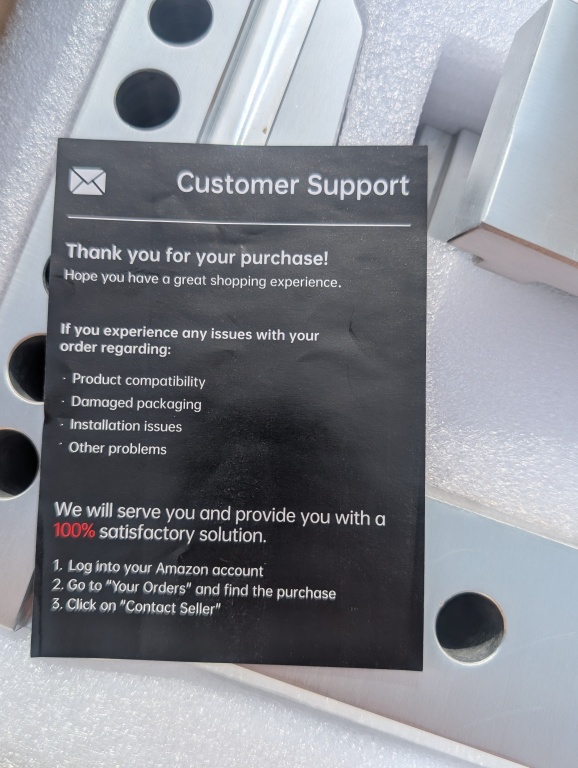 Customer Support
Thank you for your purchase!
Hope you have a great shopping experience.
If you experience any issues with your
order regarding:
· Product compatibility
· Damaged packaging
· Installation issues
· Other problems
We will serve you and provide you with a
100% satisfactory solution.
1. Log into your Amazon account
2. Go to "Your Orders" and find the purchase
3. Click on "Contact Seller"